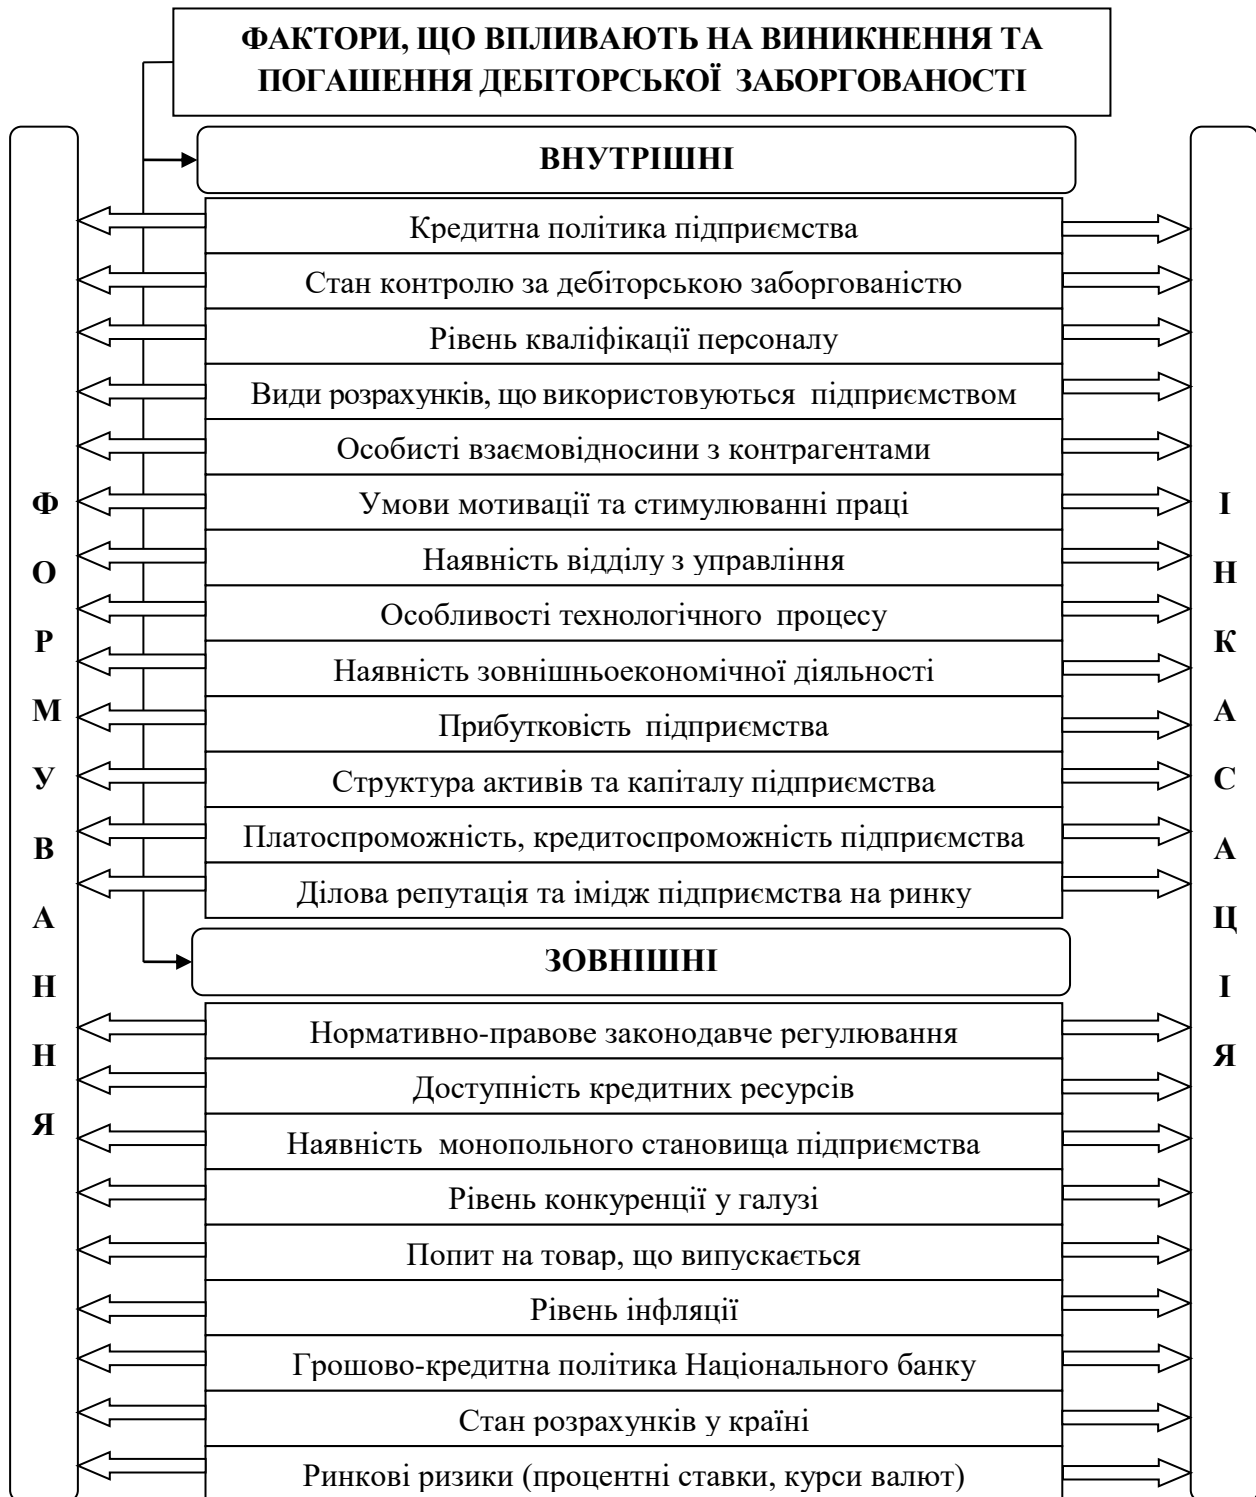 ФАКТОРИ, ЩО ВПЛИВАЮТЬ НА ВИНИКНЕННЯ ТА
ПОГАШЕННЯ ДЕБІТОРСЬКОЇ ЗАБОРГОВАНОСТІ
ВНУТРІШНІ
Кредитна політика підприємства
Стан контролю за дебіторською заборгованістю
Рівень кваліфікації персоналу
Види розрахунків, що використовуються підприємством
Особисті взаємовідносини з контрагентами
Умови мотивації та стимулюванні праці
Наявність відділу з управління
Особливості технологічного процесу
Наявність зовнішньоекономічної діяльності
Прибутковість підприємства
Структура активів та капіталу підприємства
Платоспроможність, кредитоспроможність підприємства
Ділова репутація та імідж підприємства на ринку
ЗОВНІШНІ
Нормативно-правове законодавче регулювання
Доступність кредитних ресурсів
Наявність монопольного становища підприємства
Рівень конкуренції у галузі
Попит на товар, що випускається
Рівень інфляції
Грошово-кредитна політика Національного банку
Стан розрахунків у країні
Ринкові ризики (процентні ставки, курси валют)
ФОРМУВАННЯ
ІНКАСАЦІЯ